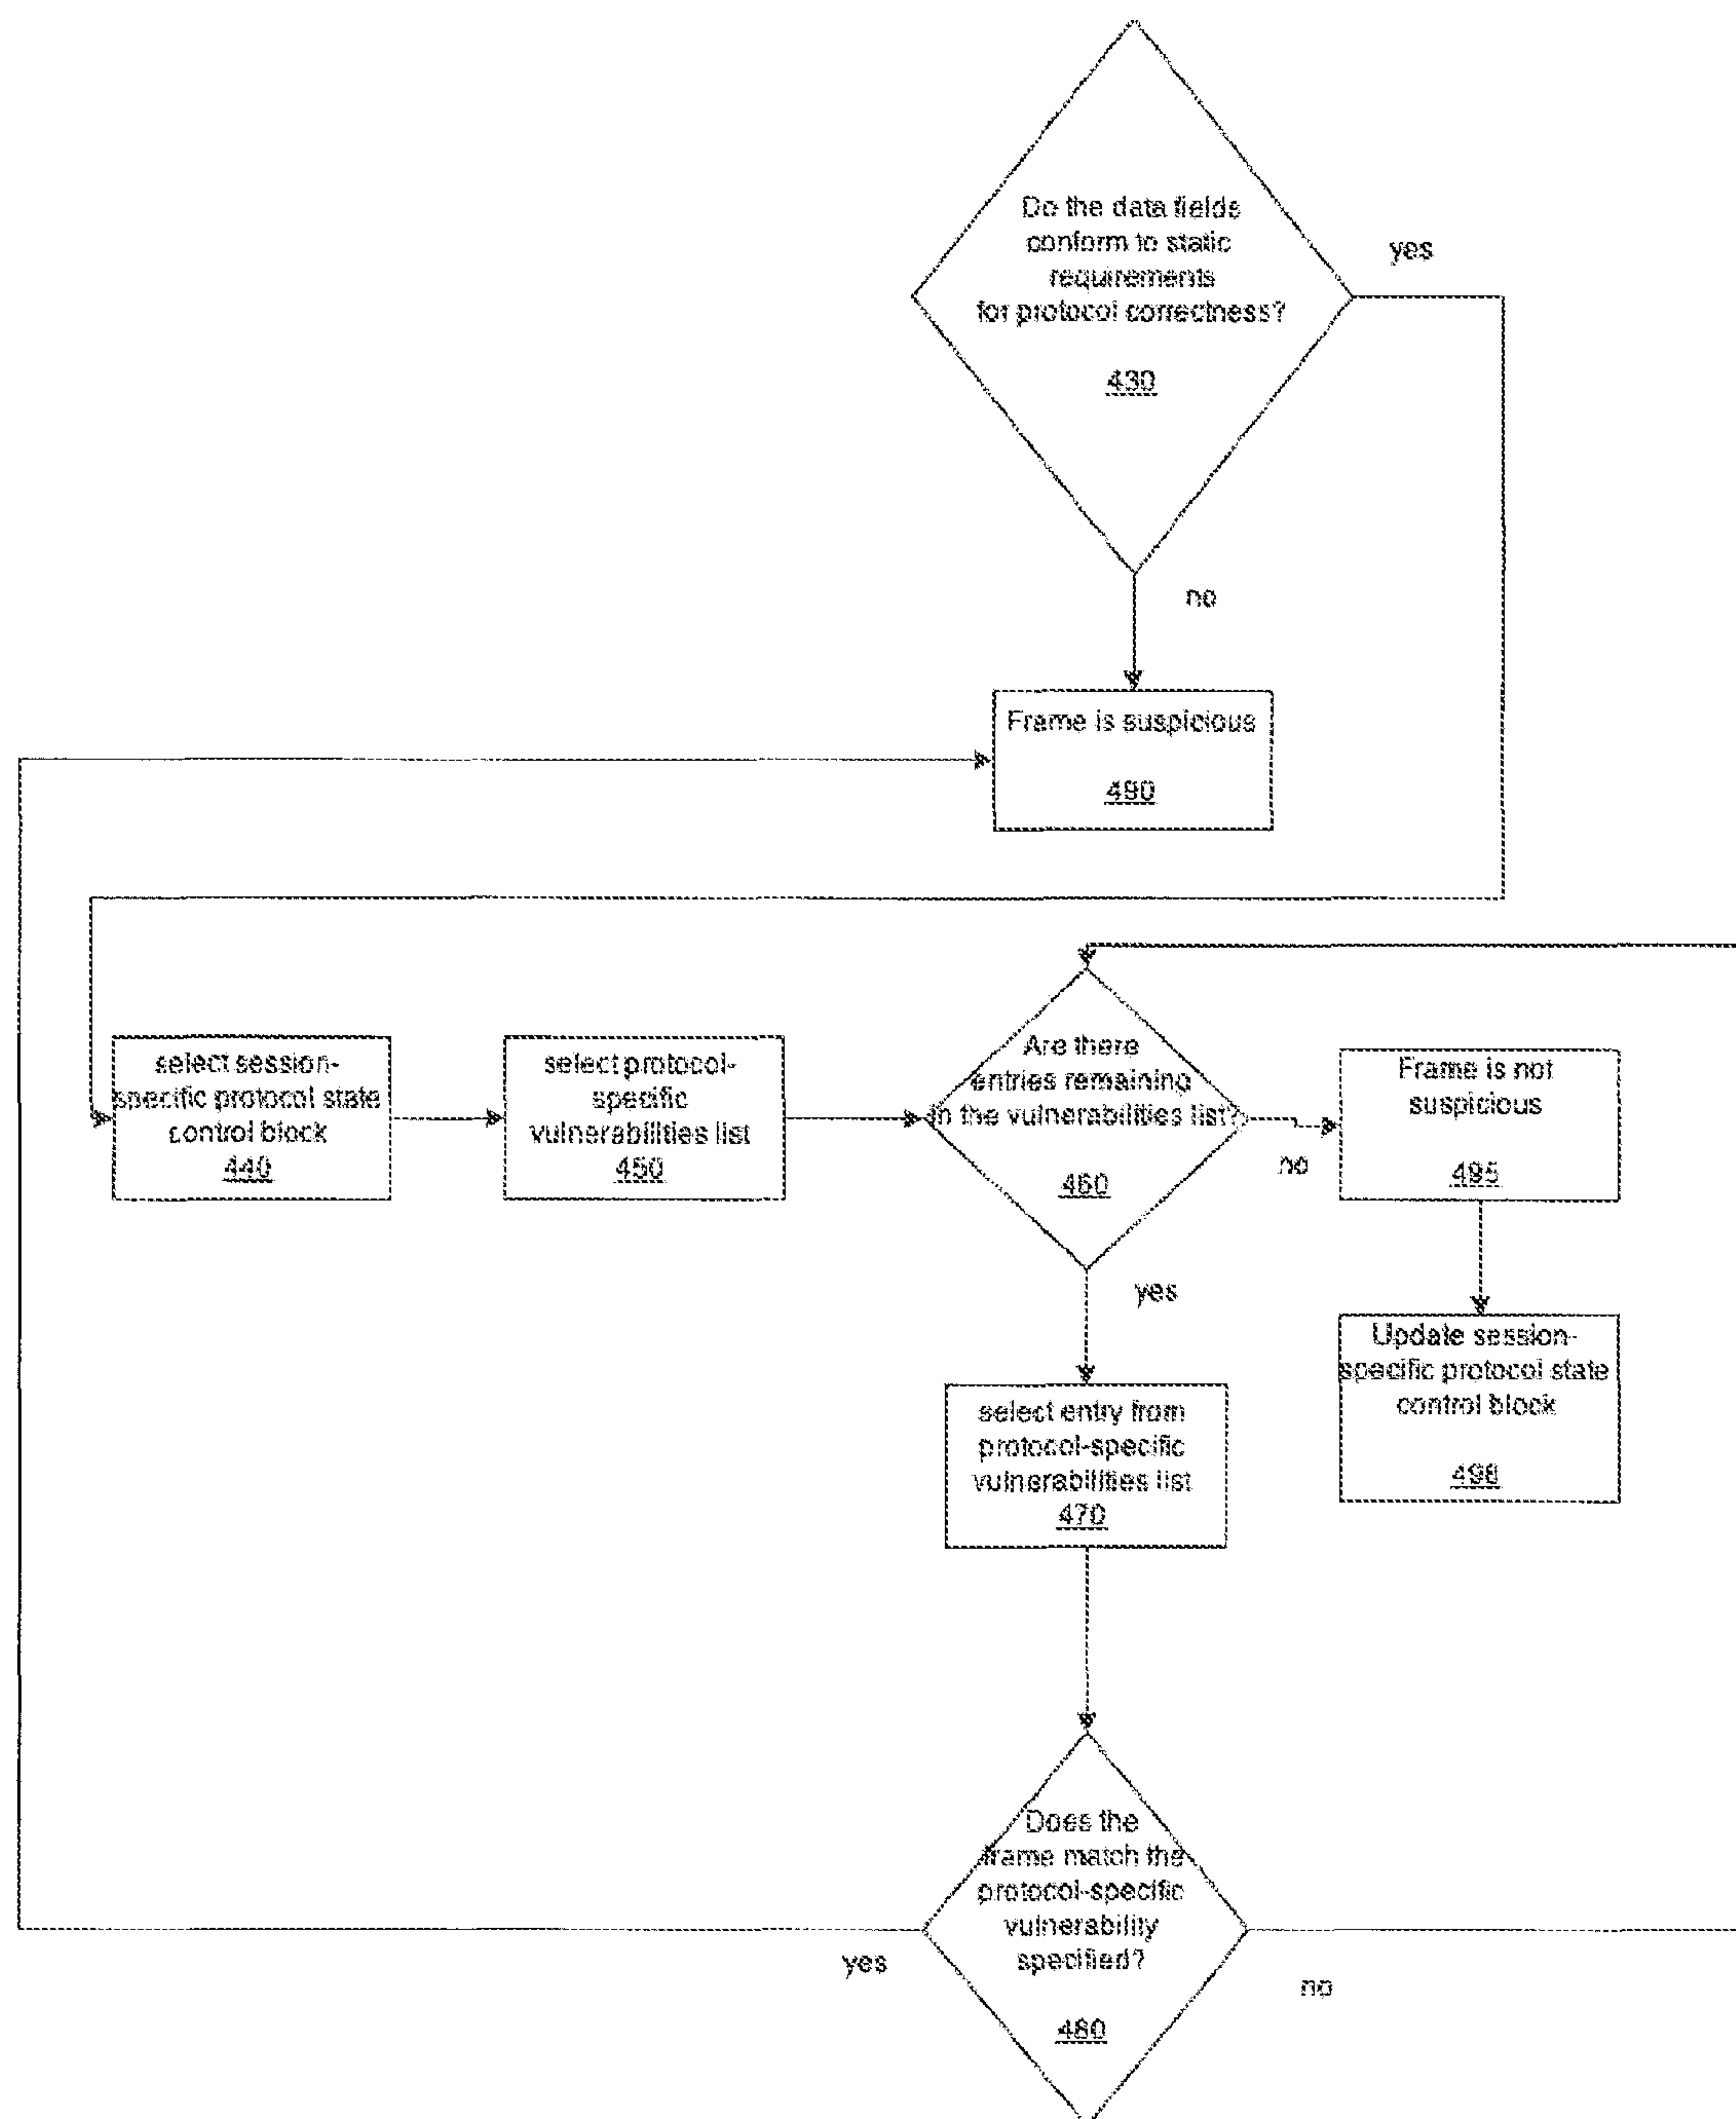 Do the data fields
conform to static
requirements
for protocol correctness?
430
yes
no
Frame is suspicious
490
select session-
specific protocol state
control block
440
select protocol-
specific
vulnerabilities list
450
Are there
entries remaining
in the vulnerabilities list?
460
no
Frame is not
suspicious
495
yes
Update session-
specific protocol state
control block
498
select entry from
protocol-specific
vulnerabilities list
470
Does the
frame match the
protocol-specific
vulnerability
specified?
480
yes
no